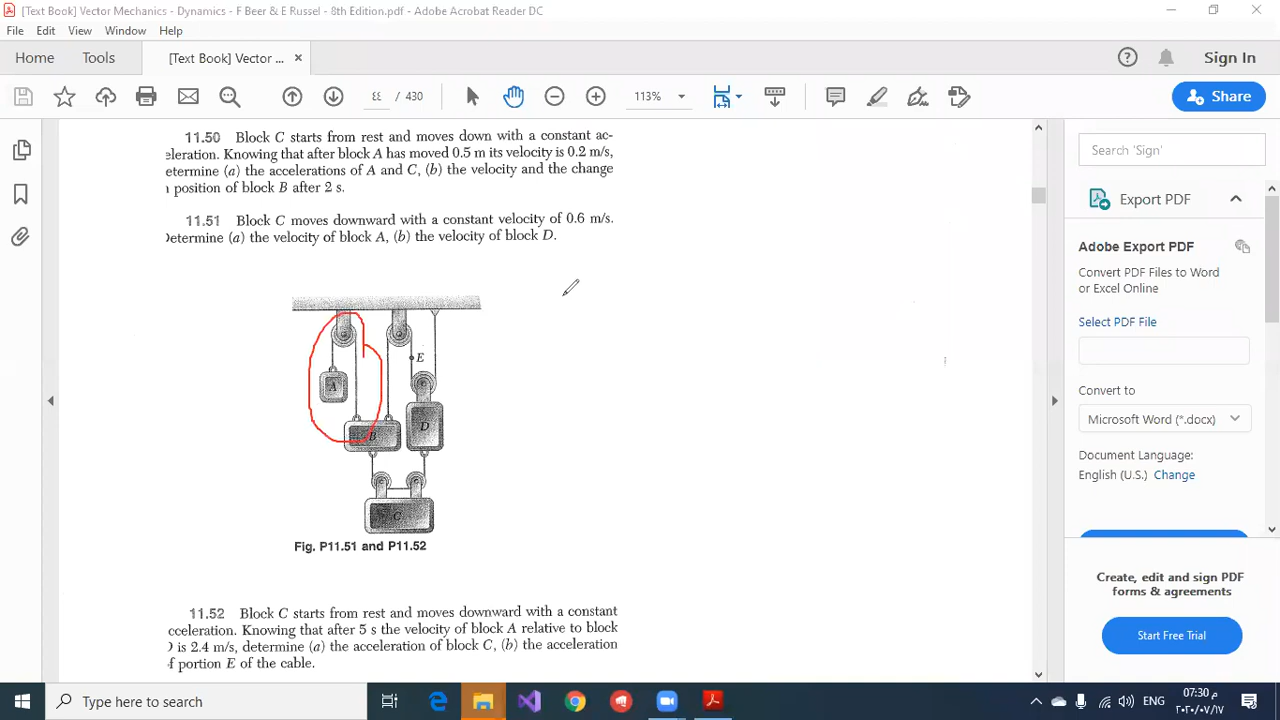 [Text Book] Vector Mechanics - Dynamics - F Beer & E Russel - 8th Edition.pdf - Adobe Acrobat Reader DC
File Edit View Window Help
Home Tools [Text Book] Vector ... × Sign In
/ 430 113% Share
11.50 Block C starts from rest and moves down with a constant ac-
eleration. Knowing that after block A has moved 0.5 m its velocity is 0.2 m/s,
etermine (a) the accelerations of A and C, (b) the velocity and the change
position of block B after 2 s.
11.51 Block C moves downward with a constant velocity of 0.6 m/s.
etermine (a) the velocity of block A, (b) the velocity of block D.
E
A
D
B
C
Fig. P11.51 and P11.52
11.52 Block C starts from rest and moves downward with a constant
cceleration. Knowing that after 5 s the velocity of block A relative to block
is 2.4 m/s, determine (a) the acceleration of block C, (b) the acceleration
f portion E of the cable.
Search 'Sign'
Export PDF
Adobe Export PDF
Convert PDF Files to Word
or Excel Online
Select PDF File
Convert to
Microsoft Word (*.docx)
Document Language:
English (U.S.) Change
Create, edit and sign PDF
forms & agreements
Start Free Trial
Type here to search
ENG
07:30 م
٢٠٢٠/٠٧/١٧